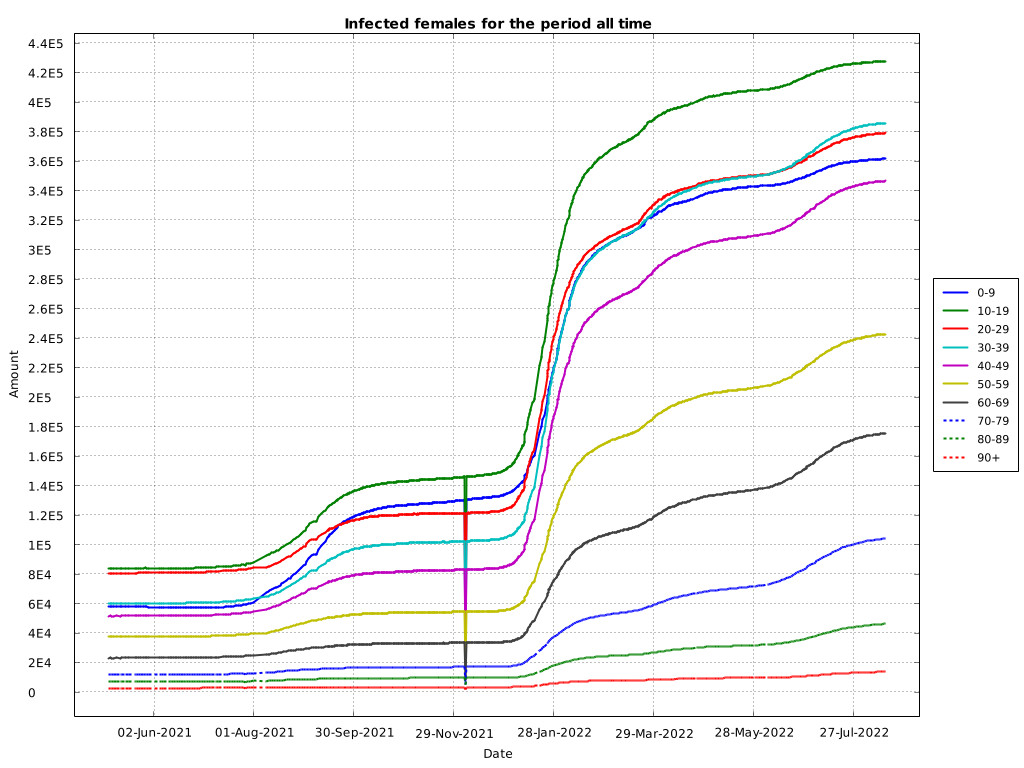 Infected females for the period all time
4.4E5
4.2E5
4E5
3.8E5
3.6E5
3.4E5
3.2E5
3E5
2.8E5
2.6E5
2.4E5
2.2E5
2E5
1.8E5
1.6E5
1.4E5
1.2E5
1E5
8E4
6E4
4E4
2E4
0
Amount
02-Jun-2021
01-Aug-2021
30-Sep-2021
29-Nov-2021
28-Jan-2022
29-Mar-2022
28-May-2022
27-Jul-2022
Date
0-9
10-19
20-29
30-39
40-49
50-59
60-69
70-79
80-89
90+